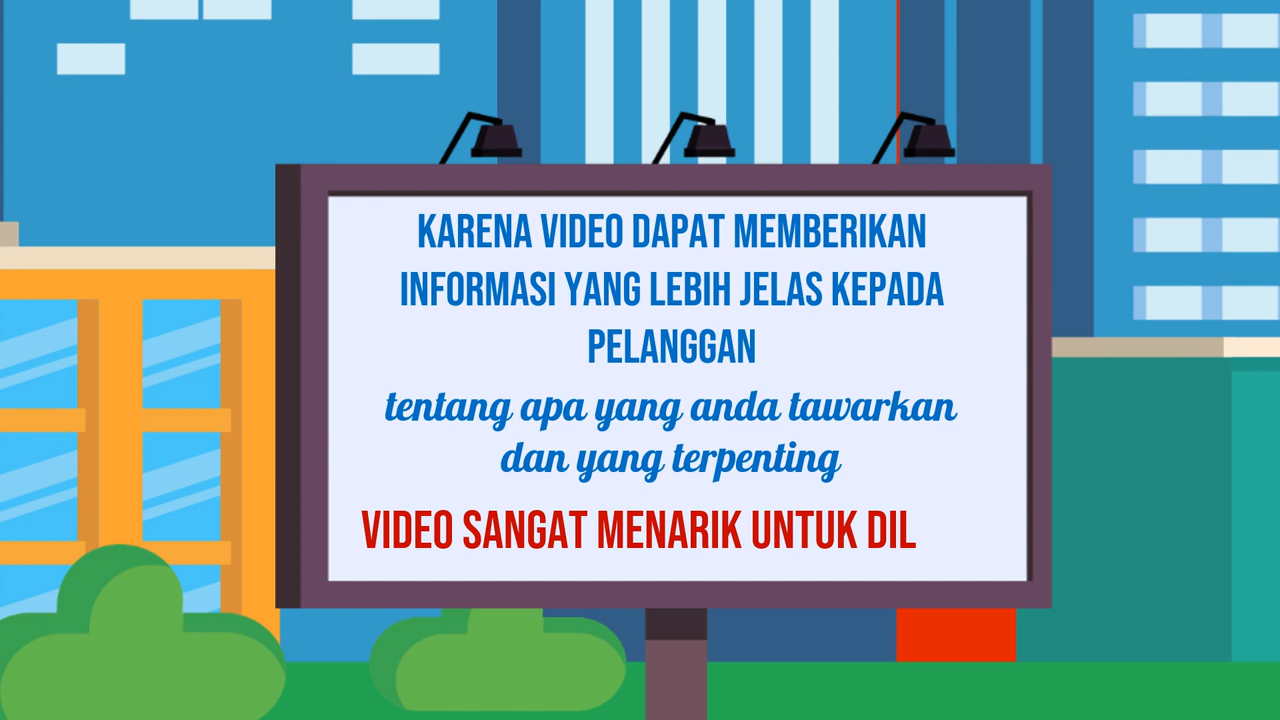 KARENA VIDEO DAPAT MEMBERIKAN
INFORMASI YANG LEBIH JELAS KEPADA
PELANGGAN
tentang apa yang anda tawarkan
dan yang terpenting
VIDEO SANGAT MENARIK UNTUK DIL